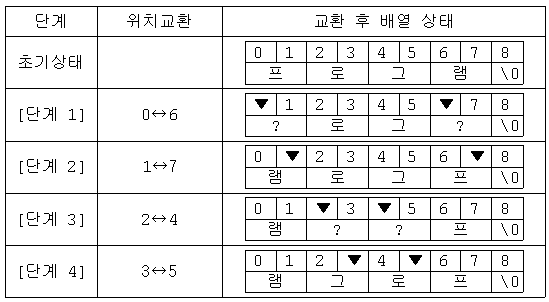 단계 위치교환 교환 후 배열 상태
초기상태 0 1 2 3 4 5 6 7 8
프 로 그 램 \0
[단계 1] 0↔6 ▼ 1 2 3 4 5 ▼ 7 8
? 로 그 ? \0
[단계 2] 1↔7 0 ▼ 2 3 4 5 6 ▼ 8
램 로 그 프 \0
[단계 3] 2↔4 0 1 ▼ 3 ▼ 5 6 7 8
램 ? ? 프 \0
[단계 4] 3↔5 0 1 2 ▼ 4 ▼ 6 7 8
램 그 로 프 \0